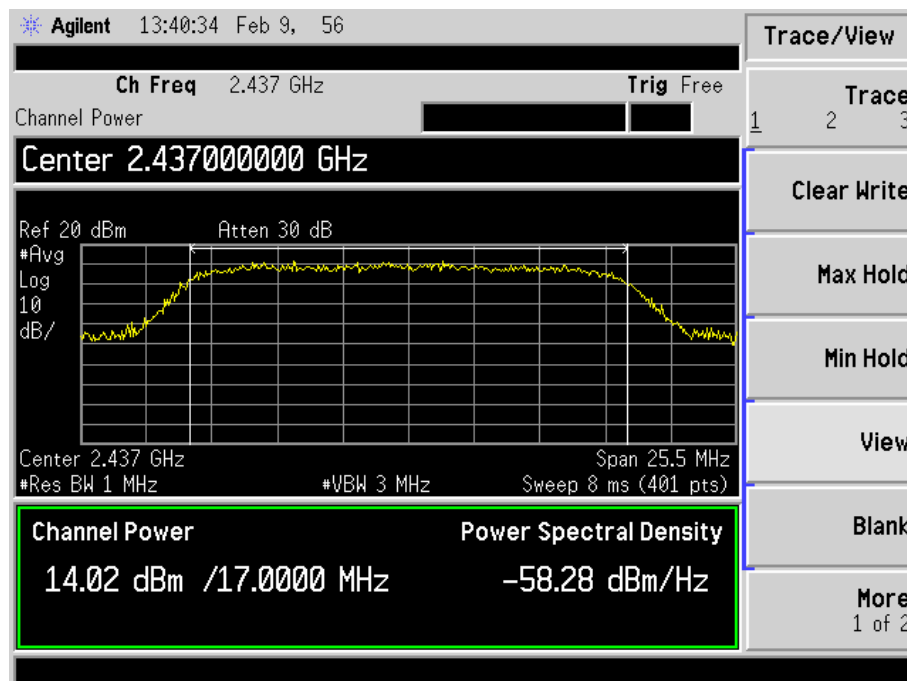 Agilent 13:40:34 Feb 9, 56
Ch Freq 2.437 GHz Trig Free
Channel Power
Center 2.437000000 GHz
Ref 20 dBm Atten 30 dB
#Avg
Log
10
dB/
Center 2.437 GHz Span 25.5 MHz
#Res BW 1 MHz #VBW 3 MHz Sweep 8 ms (401 pts)
Channel Power Power Spectral Density
14.02 dBm /17.0000 MHz -58.28 dBm/Hz
Trace/View
Trace
1 2 3
Clear Write
Max Hold
Min Hold
View
Blank
More
1 of 2